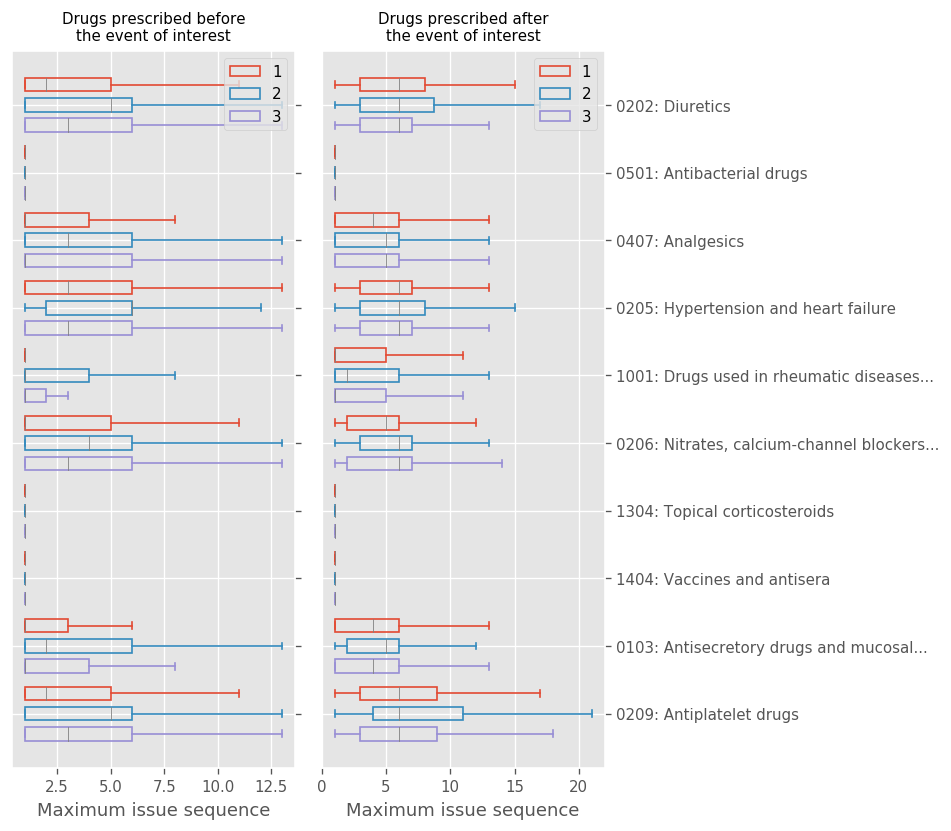 Drugs prescribed before
the event of interest
Drugs prescribed after
the event of interest
1
2
3
1
2
3
0202: Diuretics
0501: Antibacterial drugs
0407: Analgesics
0205: Hypertension and heart failure
1001: Drugs used in rheumatic diseases...
0206: Nitrates, calcium-channel blockers...
1304: Topical corticosteroids
1404: Vaccines and antisera
0103: Antisecretory drugs and mucosal...
0209: Antiplatelet drugs
2.5 5.0 7.5 10.0 12.5
0 5 10 15 20
Maximum issue sequence
Maximum issue sequence